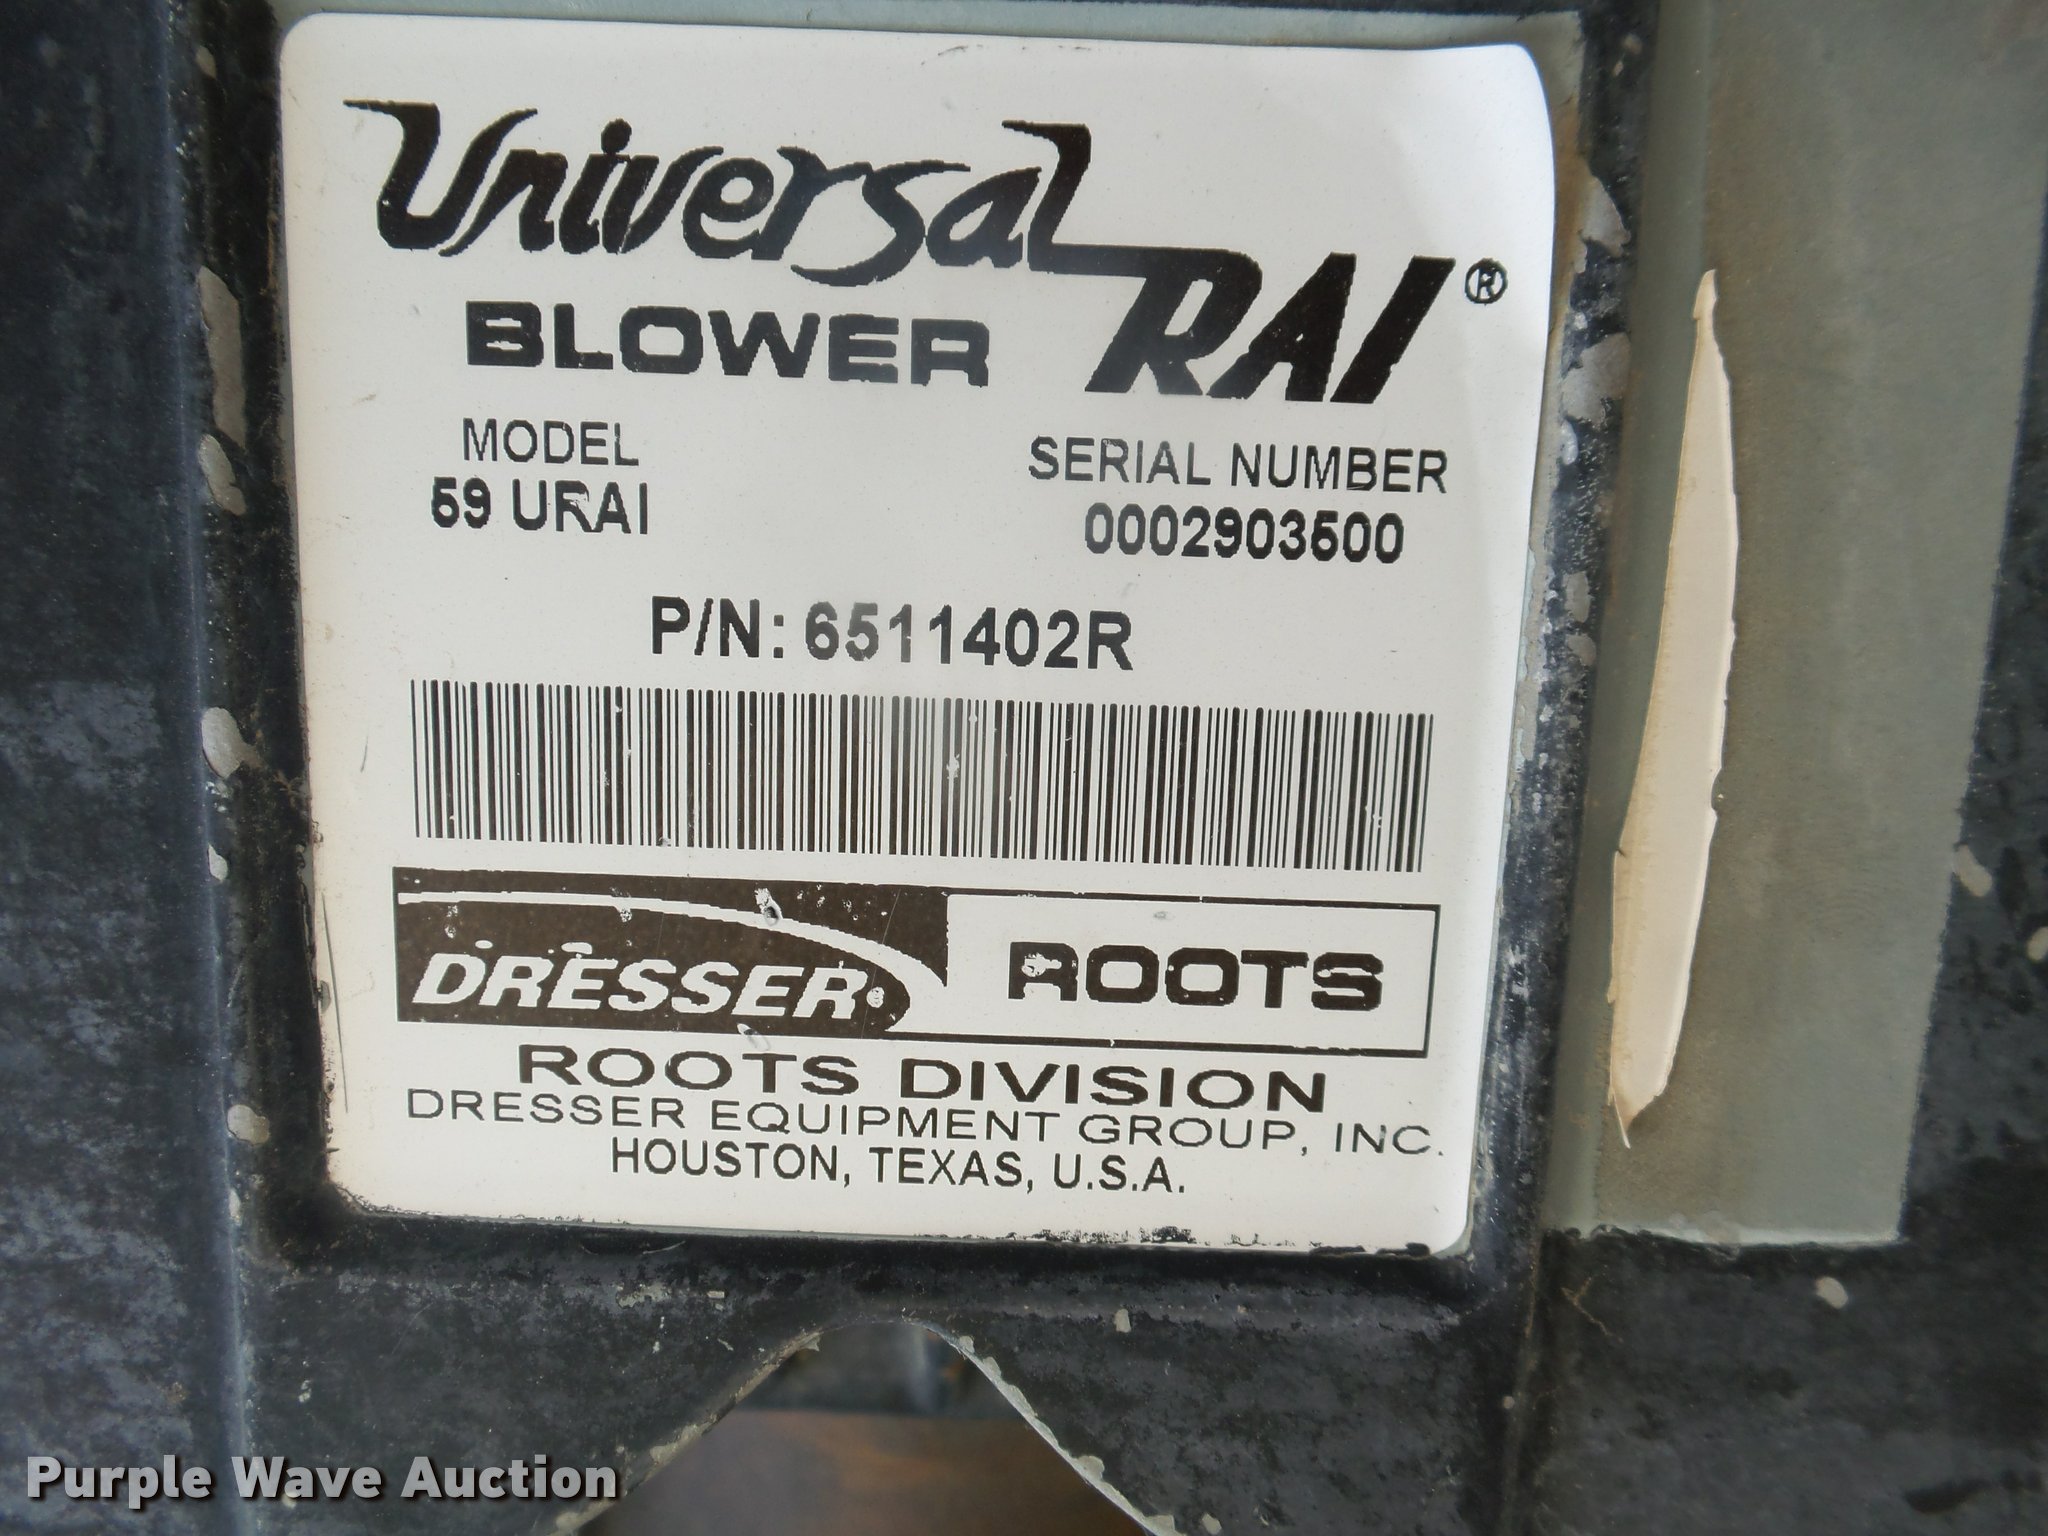 Universal RAI®
BLOWER
MODEL
59 URAI
SERIAL NUMBER
0002903500
P/N: 6511402R
DRESSER ROOTS
ROOTS DIVISION
DRESSER EQUIPMENT GROUP, INC.
HOUSTON, TEXAS, U.S.A.
Purple Wave Auction